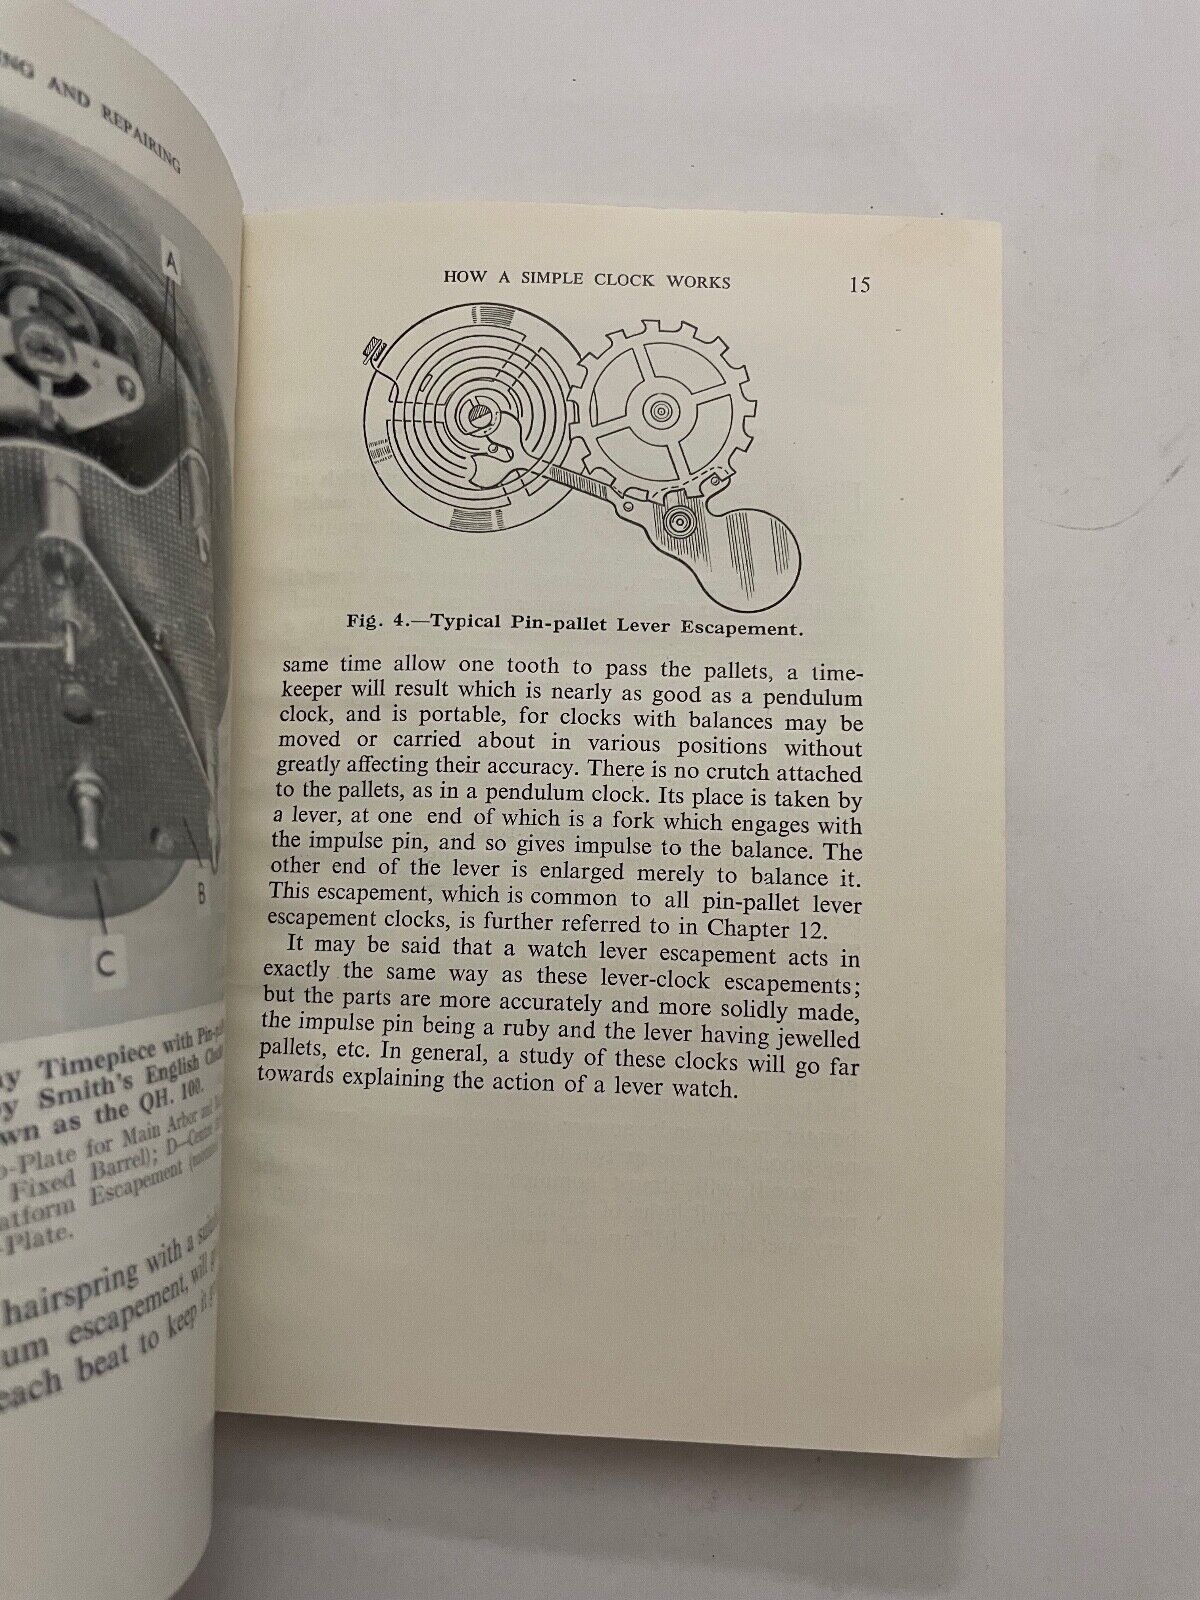 AND REPAIRING
A
B
C
Timepiece with
Smith's English
as the QH. 100.
Plate for Main Arbor and
Fixed Barrel); D—Centre
Escapement
Plate.
hairspring with a
escapement, will
each beat to keep it
HOW A SIMPLE CLOCK WORKS 15
Fig. 4.—Typical Pin-pallet Lever Escapement.
same time allow one tooth to pass the pallets, a time-
keeper will result which is nearly as good as a pendulum
clock, and is portable, for clocks with balances may be
moved or carried about in various positions without
greatly affecting their accuracy. There is no crutch attached
to the pallets, as in a pendulum clock. Its place is taken by
a lever, at one end of which is a fork which engages with
the impulse pin, and so gives impulse to the balance. The
other end of the lever is enlarged merely to balance it.
This escapement, which is common to all pin-pallet lever
escapement clocks, is further referred to in Chapter 12.
It may be said that a watch lever escapement acts in
exactly the same way as these lever-clock escapements;
but the parts are more accurately and more solidly made,
the impulse pin being a ruby and the lever having jewelled
pallets, etc. In general, a study of these clocks will go far
towards explaining the action of a lever watch.